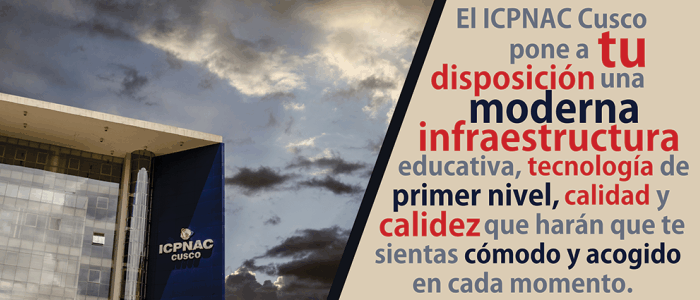 El ICPNAC Cusco
pone a tu
disposición una
moderna
infraestructura
educativa, tecnología de
primer nivel, calidad y
calidez que harán que te
sientas cómodo y acogido
en cada momento.
ICPNAC
CUSCO